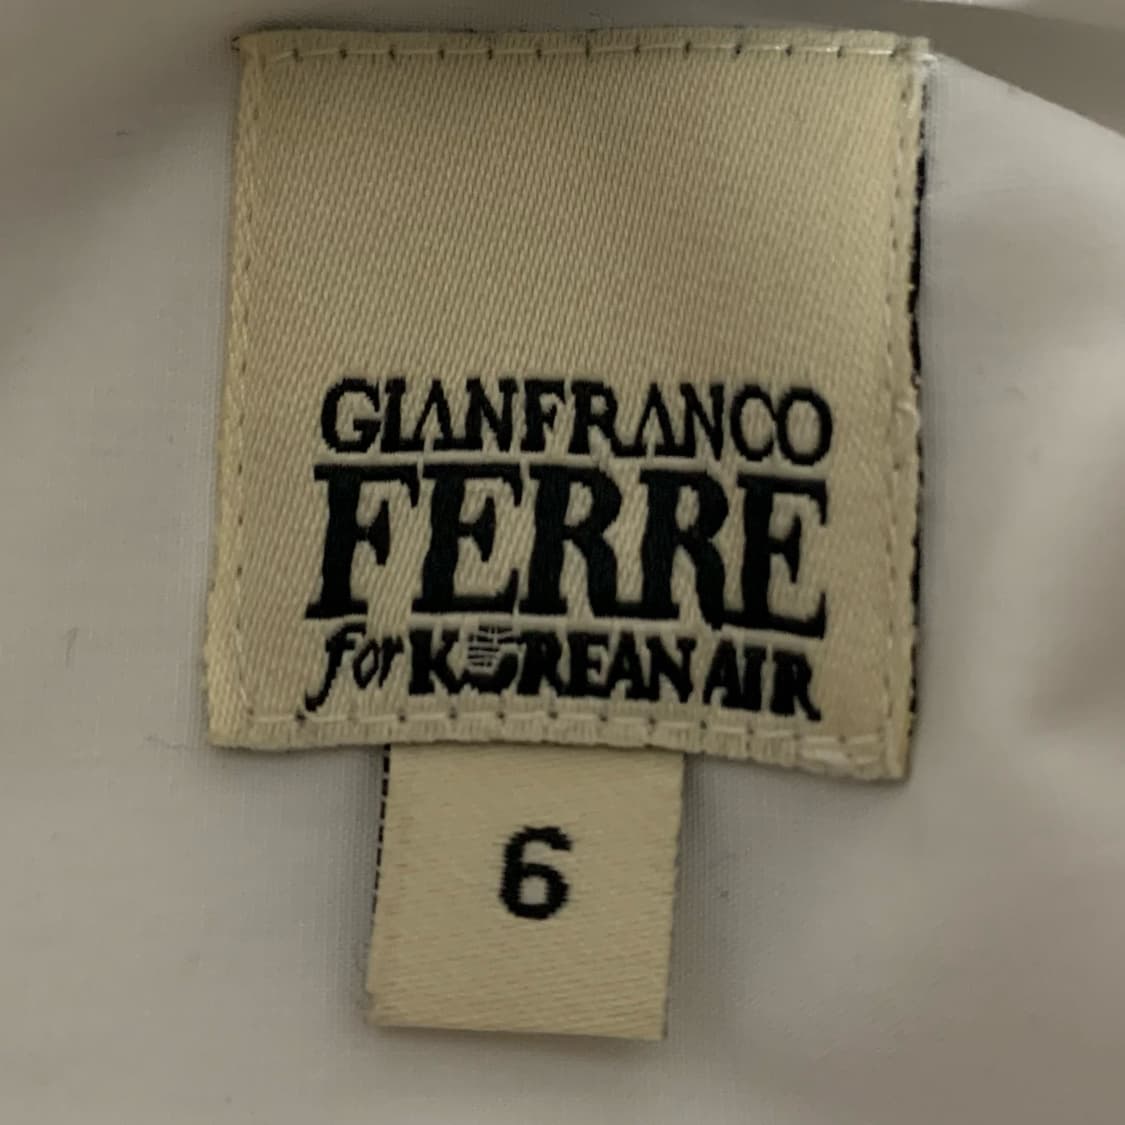 GIANFRANCO
FERRE
for KOREAN AIR
6